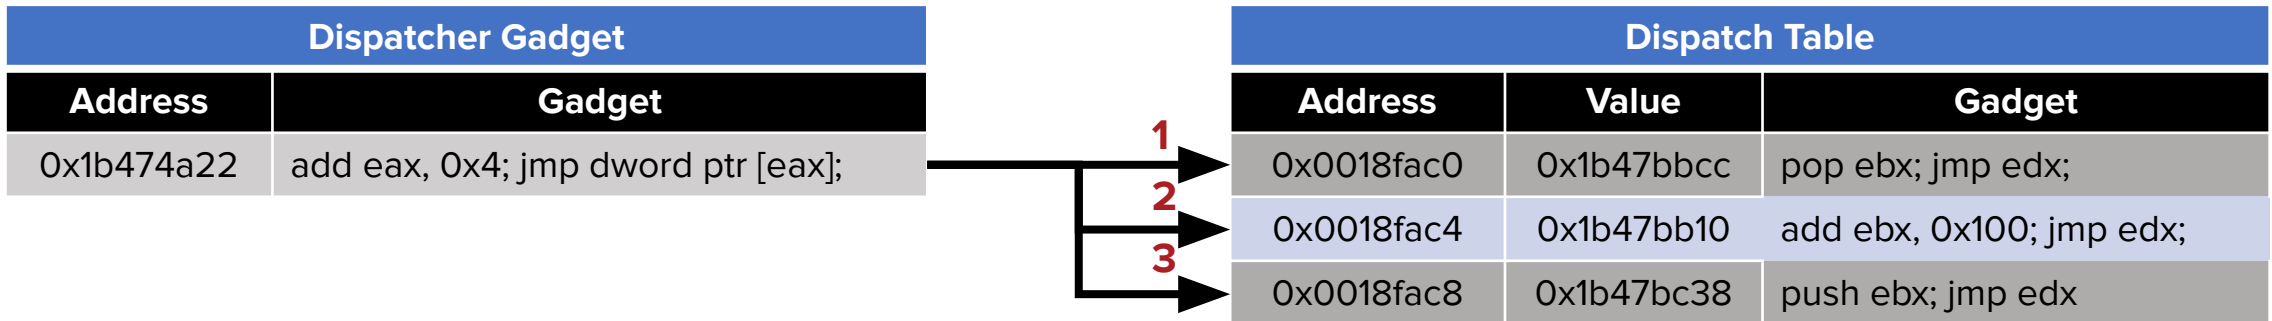 Dispatcher Gadget
Address Gadget
0x1b474a22 add eax, 0x4; jmp dword ptr [eax];
1
2
3
Dispatch Table
Address Value Gadget
0x0018fac0 0x1b47bbcc pop ebx; jmp edx;
0x0018fac4 0x1b47bb10 add ebx, 0x100; jmp edx;
0x0018fac8 0x1b47bc38 push ebx; jmp edx